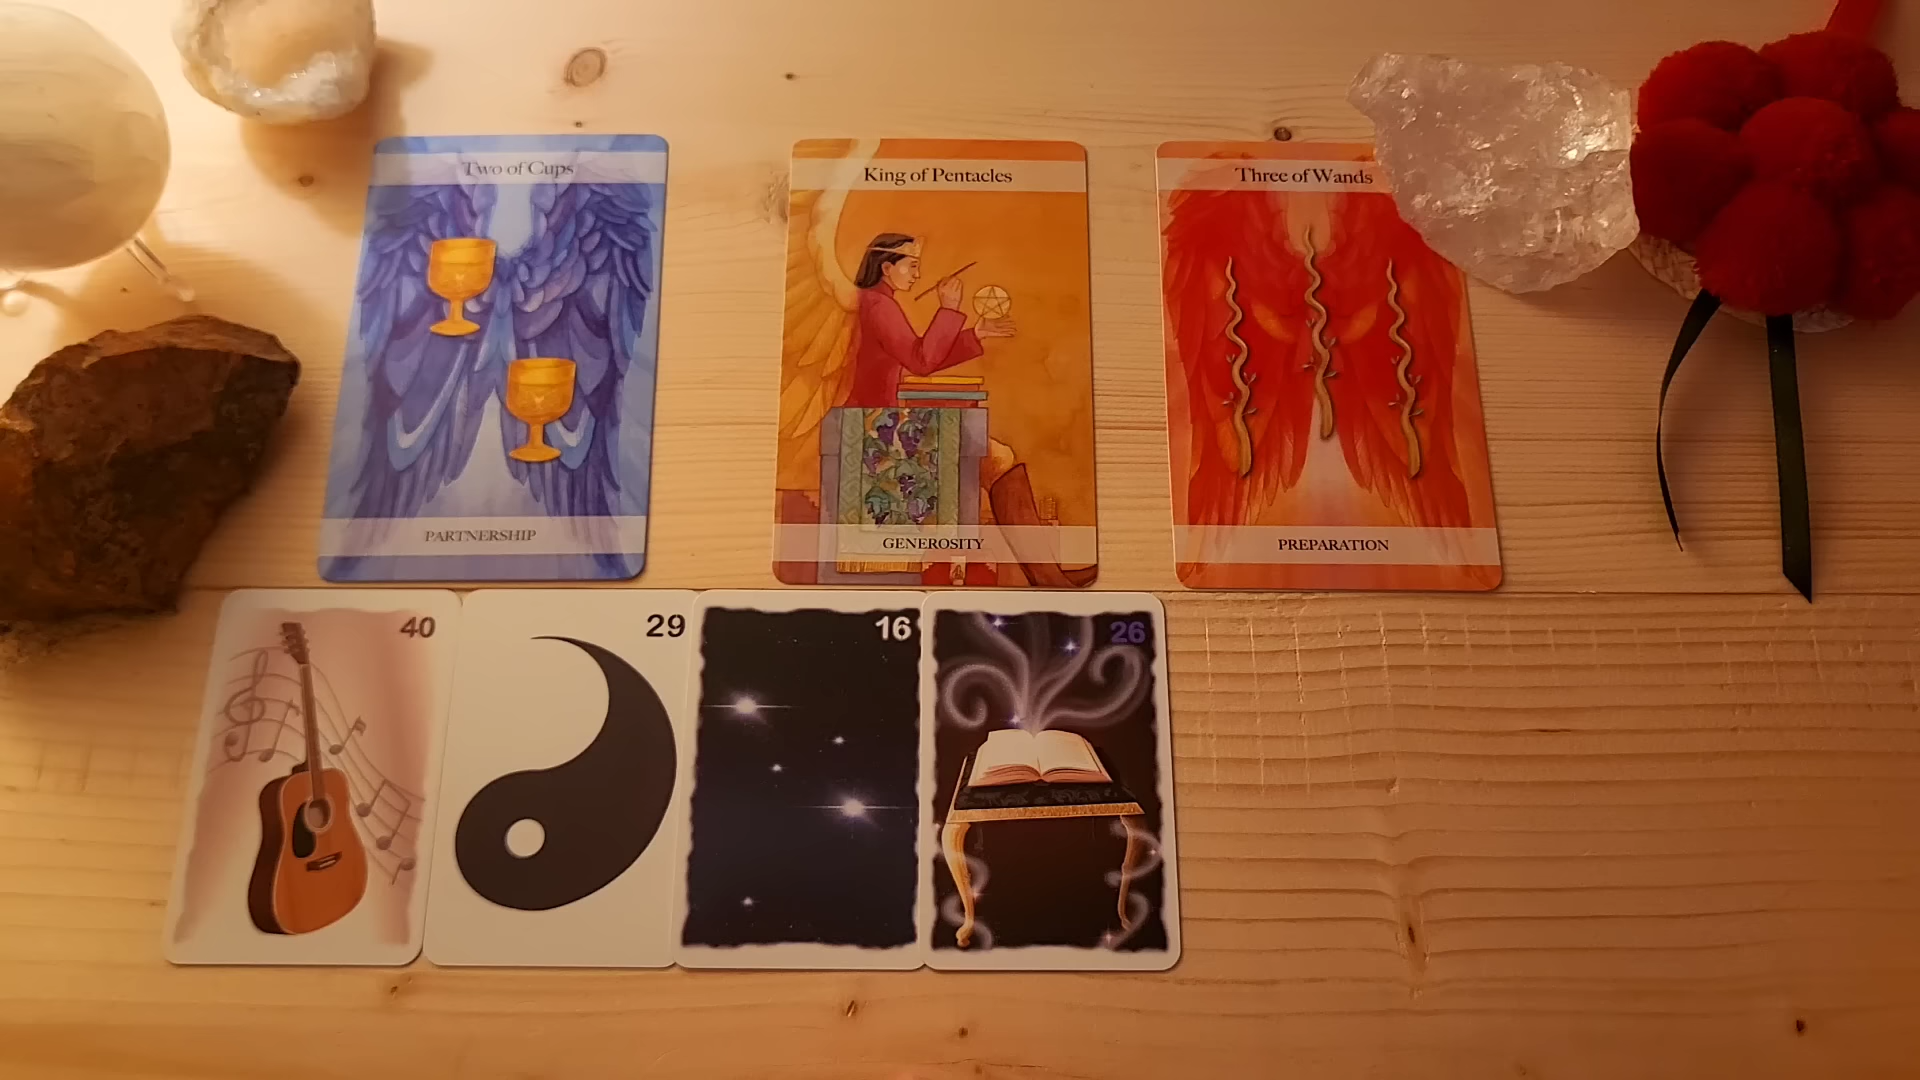 Two of Cups
PARTNERSHIP
King of Pentacles
GENEROSITY
Three of Wands
PREPARATION
40
29
16
26